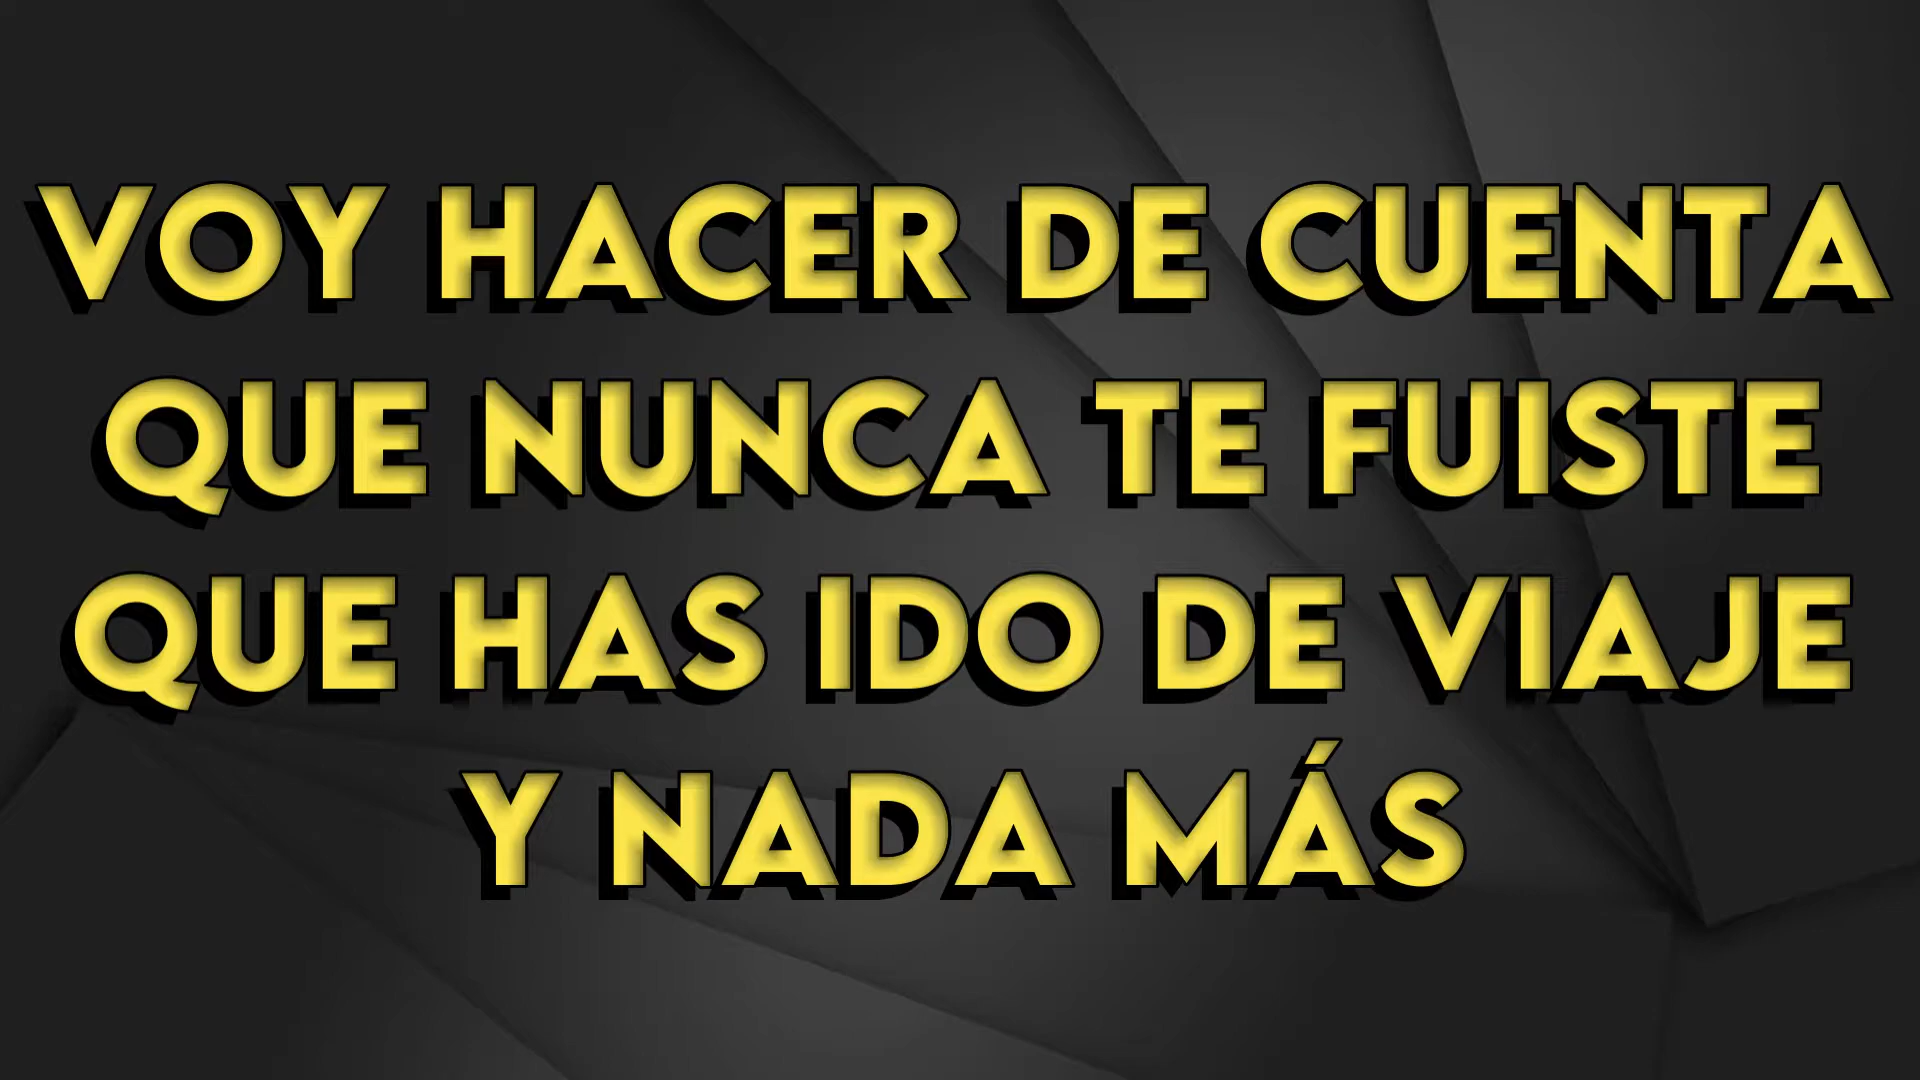 VOY HACER DE CUENTA
QUE NUNCA TE FUISTE
QUE HAS IDO DE VIAJE
Y NADA MÁS